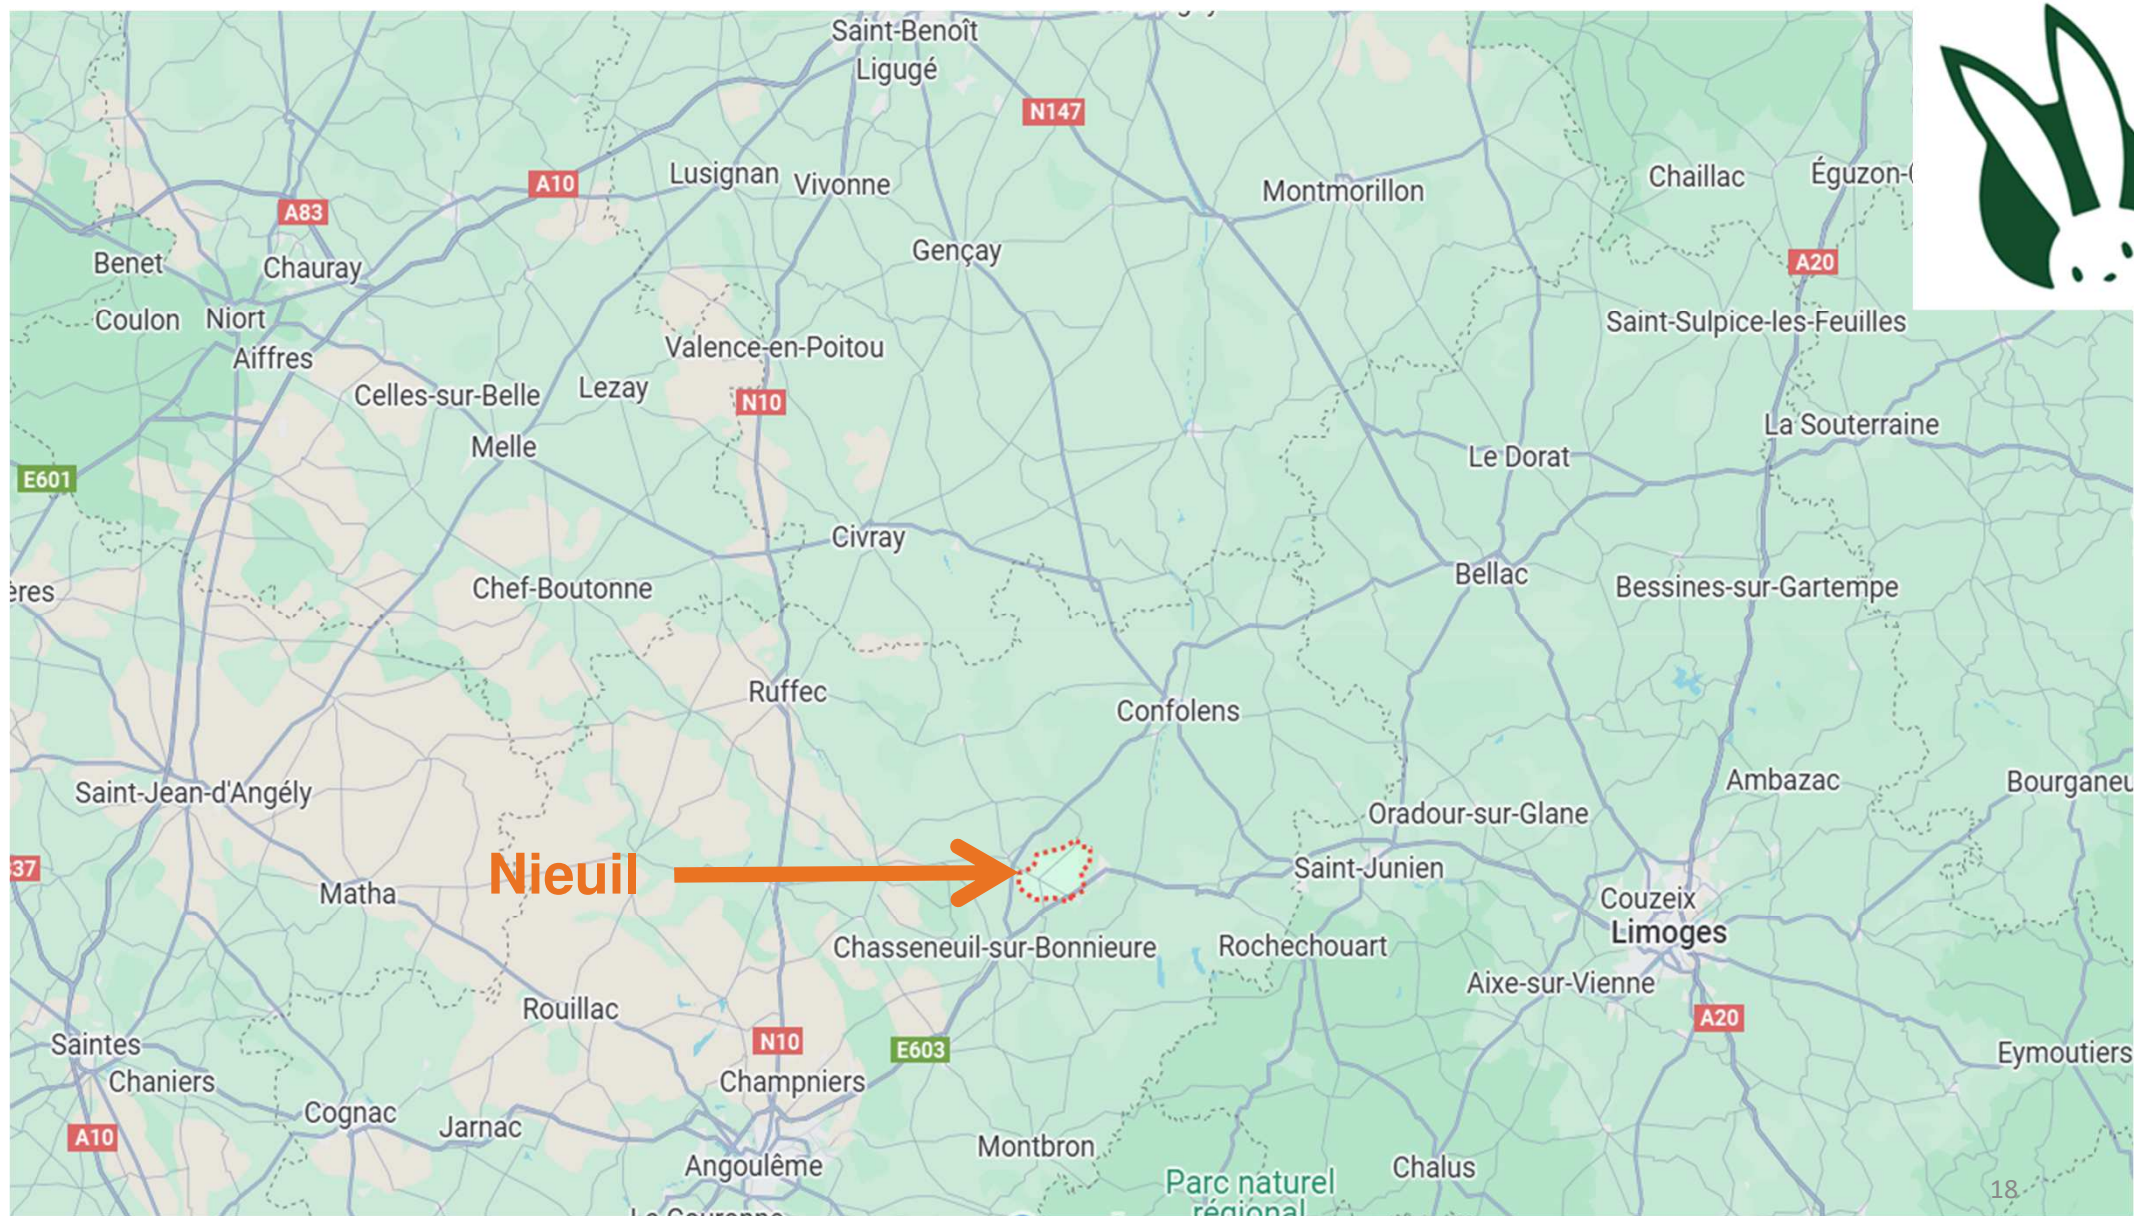 Saint-Benoît
Ligugé
N147
Lusignan
Vivonne
A10
Montmorillon
Chaillac
Éguzon-
A83
Gençay
Benet
Chauray
A20
Coulon
Niort
Saint-Sulpice-les-Feuilles
Aiffres
Valence-en-Poitou
Celles-sur-Belle
Lezay
N10
La Souterraine
Melle
Le Dorat
E601
Civray
Bellac
Chef-Boutonne
Bessines-sur-Gartempe
ères
Ruffec
Confolens
Saint-Jean-d'Angély
Ambazac
Bourganeu
Oradour-sur-Glane
37
Nieuil
Saint-Junien
Matha
Couzeix
Limoges
Chasseneuil-sur-Bonnieure
Rochechouart
Aixe-sur-Vienne
Rouillac
A20
Saintes
N10
E603
Eymoutiers
Chaniers
Champniers
Cognac
Jarnac
A10
Montbron
Angoulême
Chalus
Parc naturel
régional
18